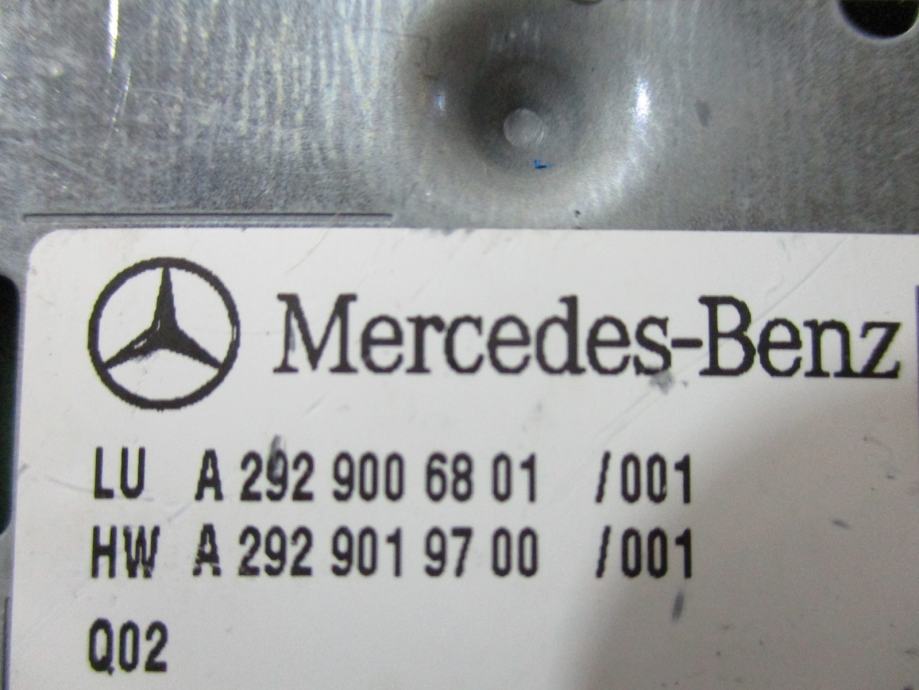 Mercedes-Benz
LU A 292 900 68 01 /001
HW A 292 901 97 00 /001
Q02